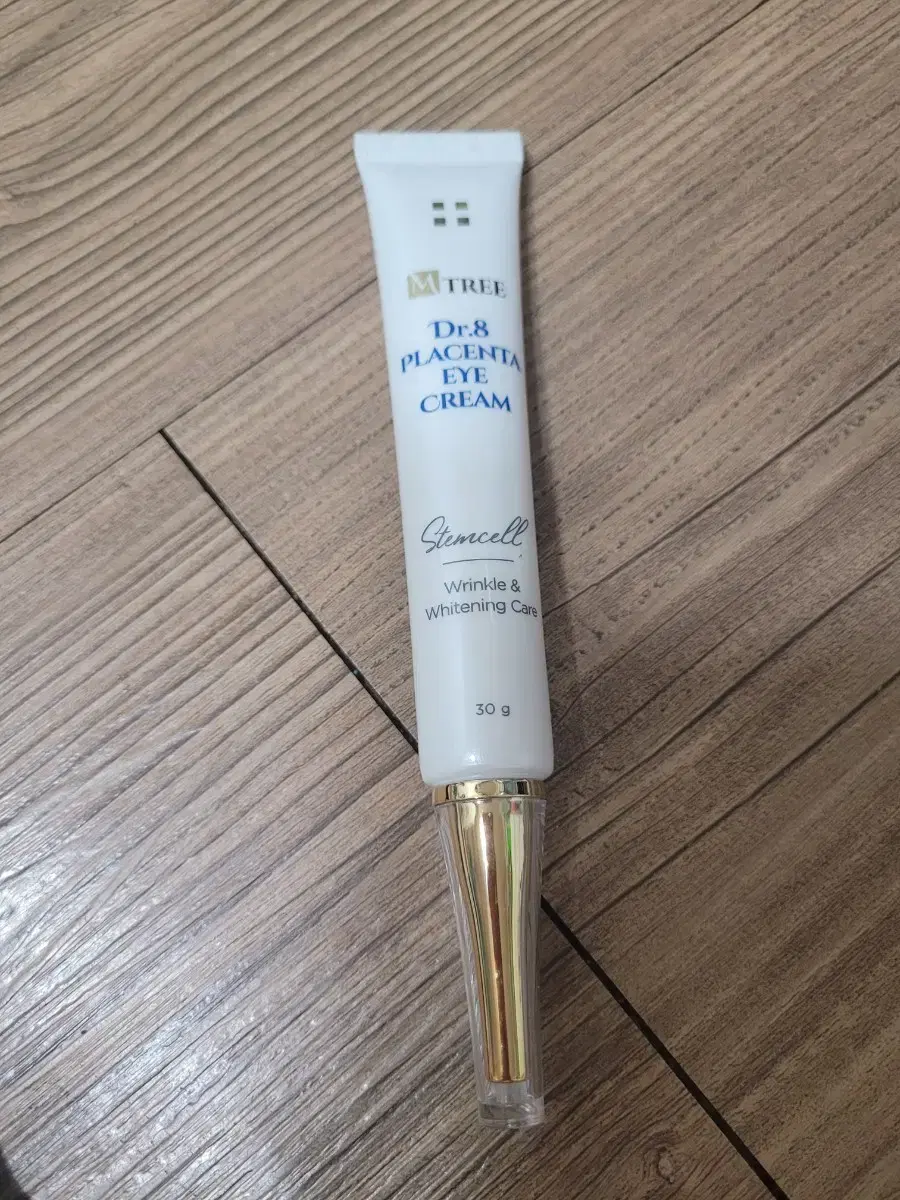 M TREE
Dr.8
PLACENTA
EYE
CREAM
Stemcell
Wrinkle &
Whitening Care
30 g